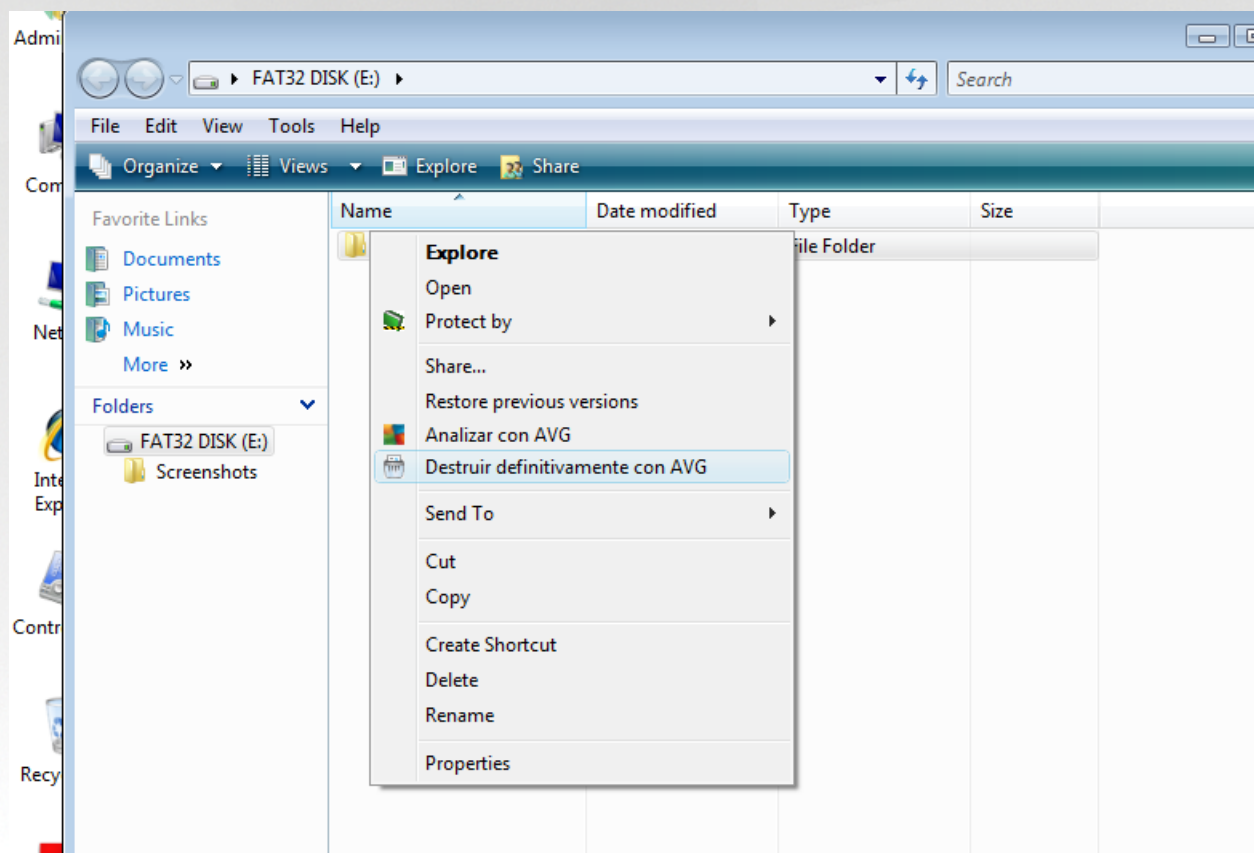 Admi
FAT32 DISK (E:)
Search
File Edit View Tools Help
Organize Views Explore Share
Com
Favorite Links
Name Date modified Type Size
Documents
Explore
File Folder
Pictures
Open
Net
Music
Protect by
More »
Share...
Folders
Restore previous versions
FAT32 DISK (E:)
Analizar con AVG
Inte
Screenshots
Destruir definitivamente con AVG
Exp
Send To
Cut
Copy
Contr
Create Shortcut
Delete
Rename
Recy
Properties